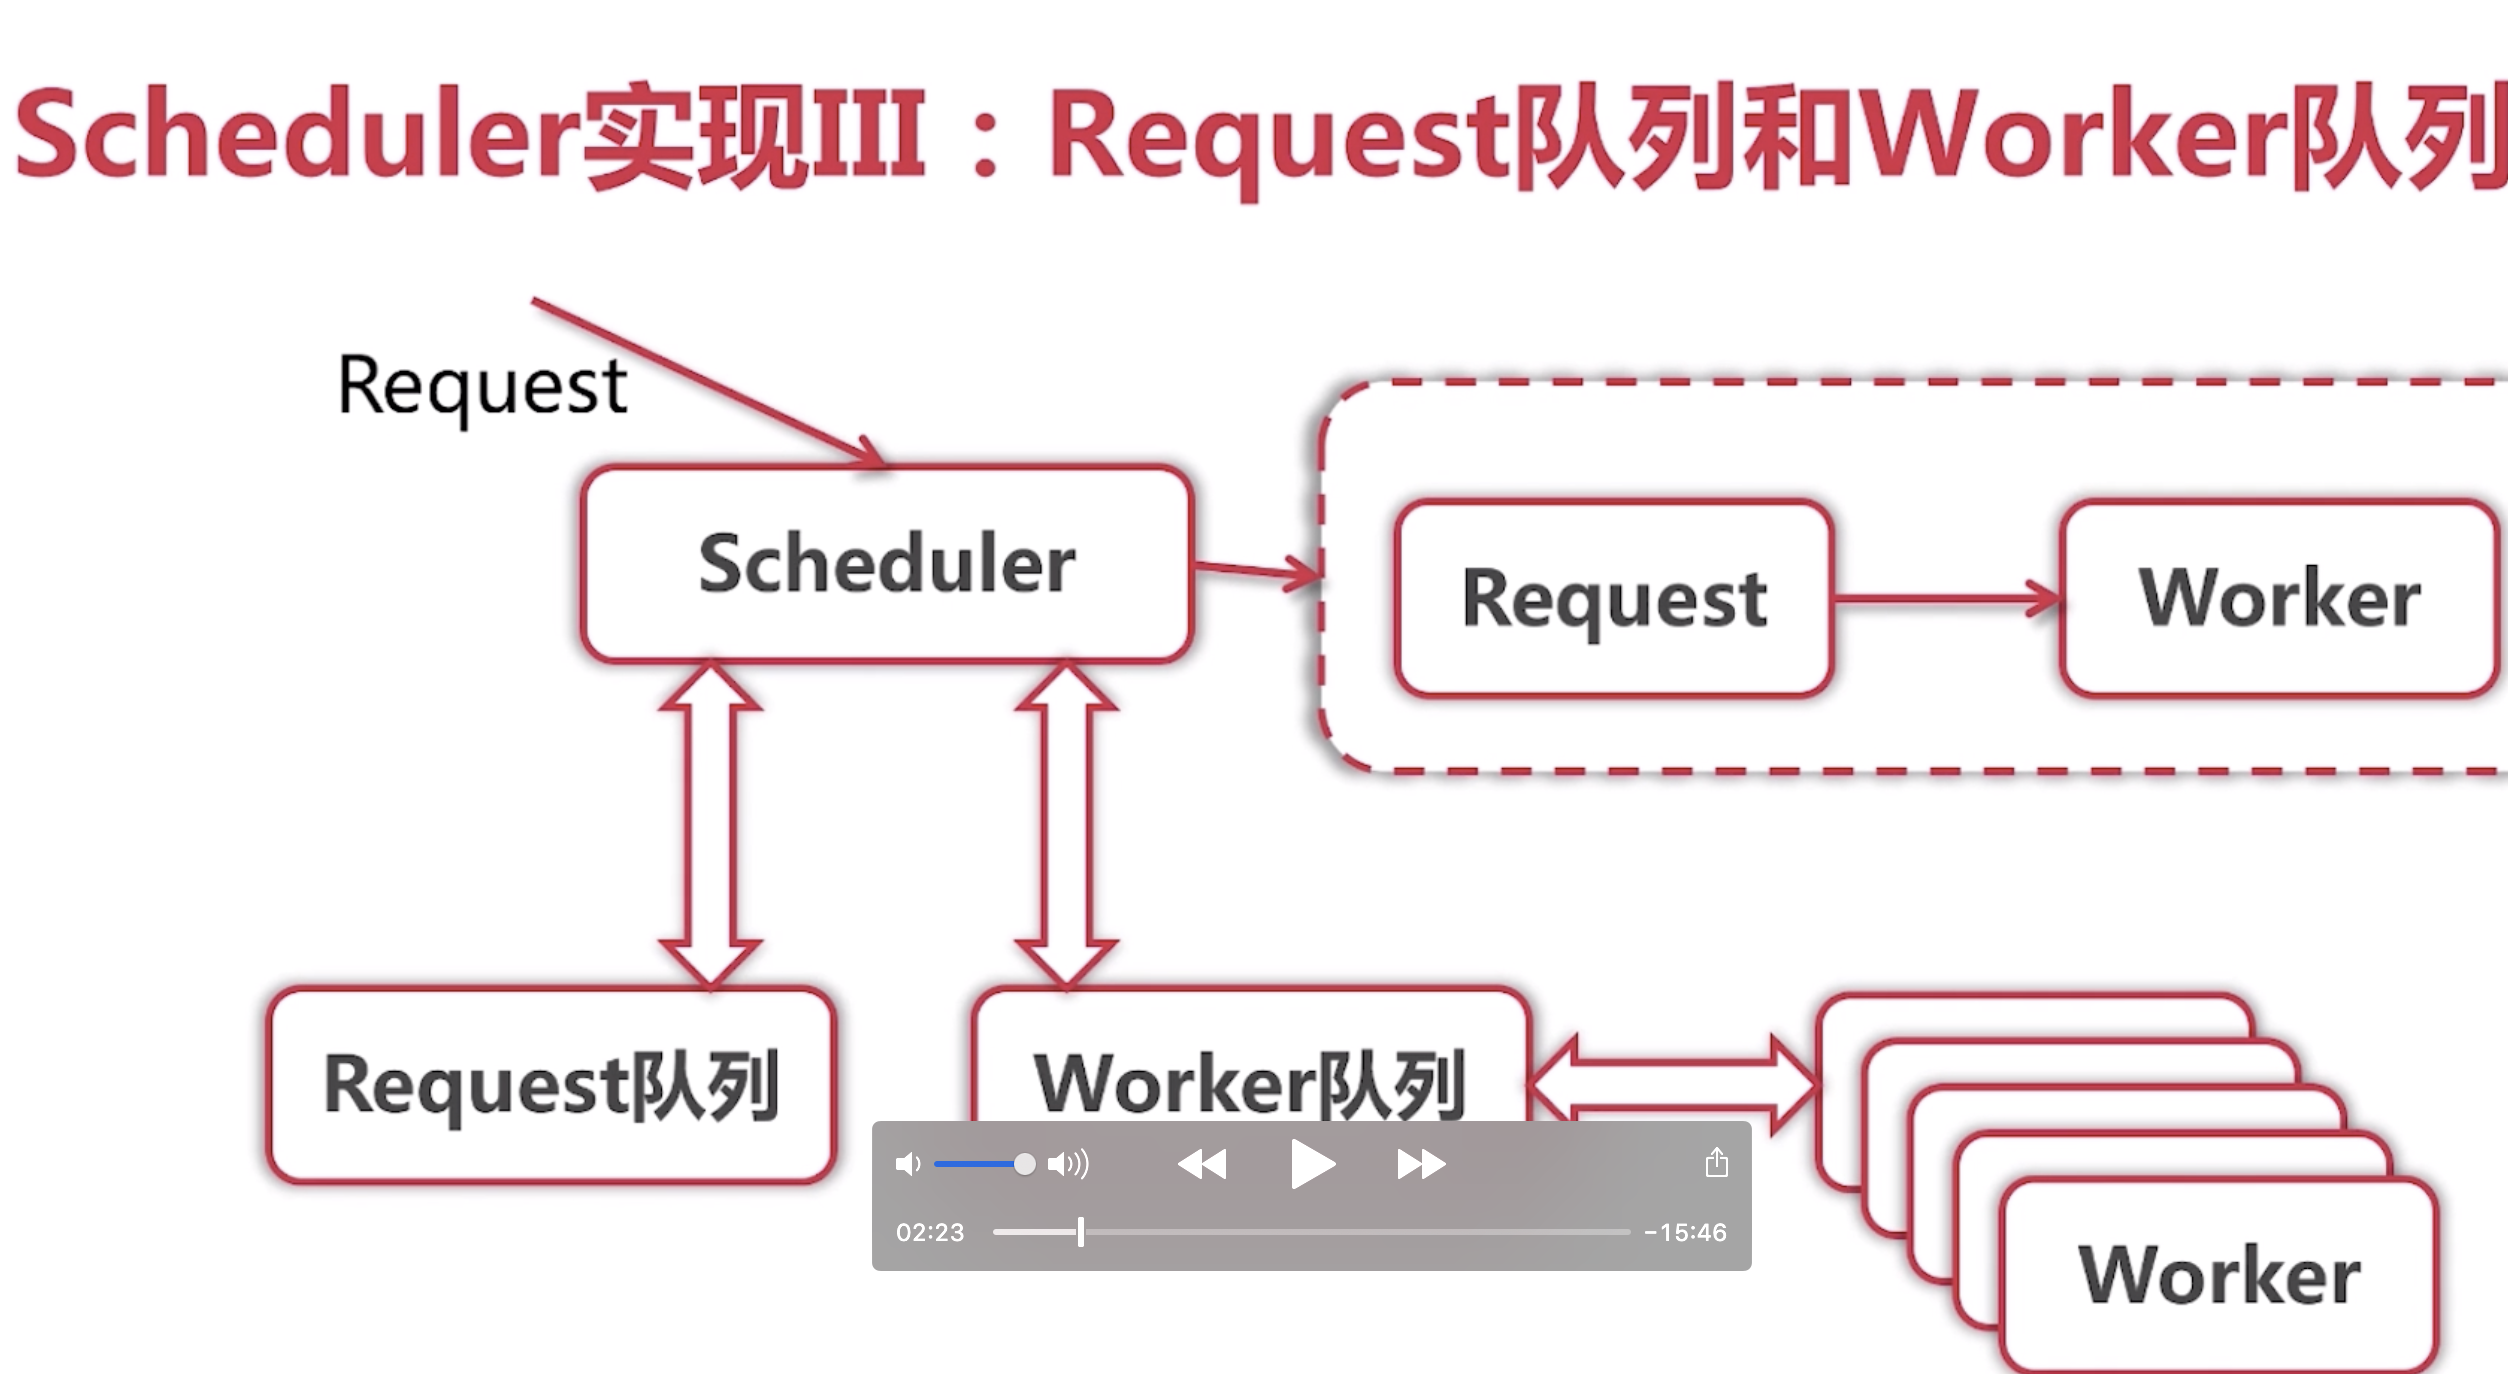 Scheduler实现III：Request队列和Worker队列
Request
Scheduler
Request
Worker
Request队列
Worker队列
02:23
-15:46
Worker